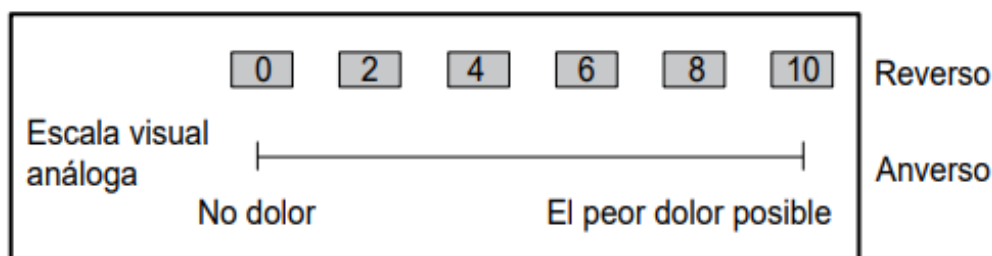 0 2 4 6 8 10 Reverso
Escala visual
análoga
Anverso
No dolor El peor dolor posible